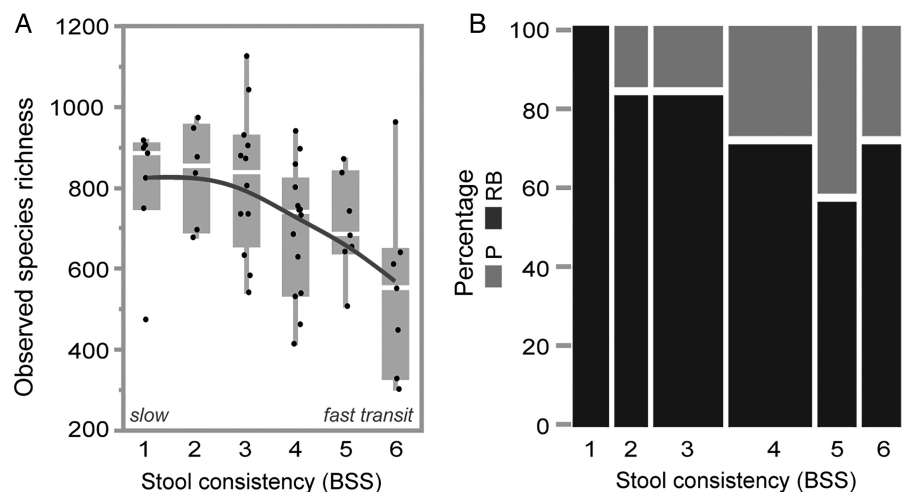 A
Observed species richness
1200
1000
800
600
400
200
slow
fast transit
1 2 3 4 5 6
Stool consistency (BSS)
B
Percentage
P RB
100
80
60
40
20
0
1 2 3 4 5 6
Stool consistency (BSS)